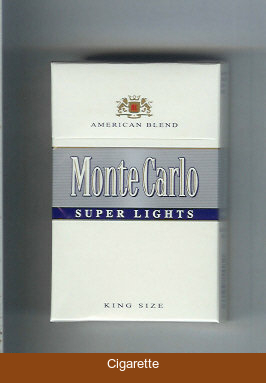 AMERICAN BLEND
Monte Carlo
SUPER LIGHTS
KING SIZE
Cigarette